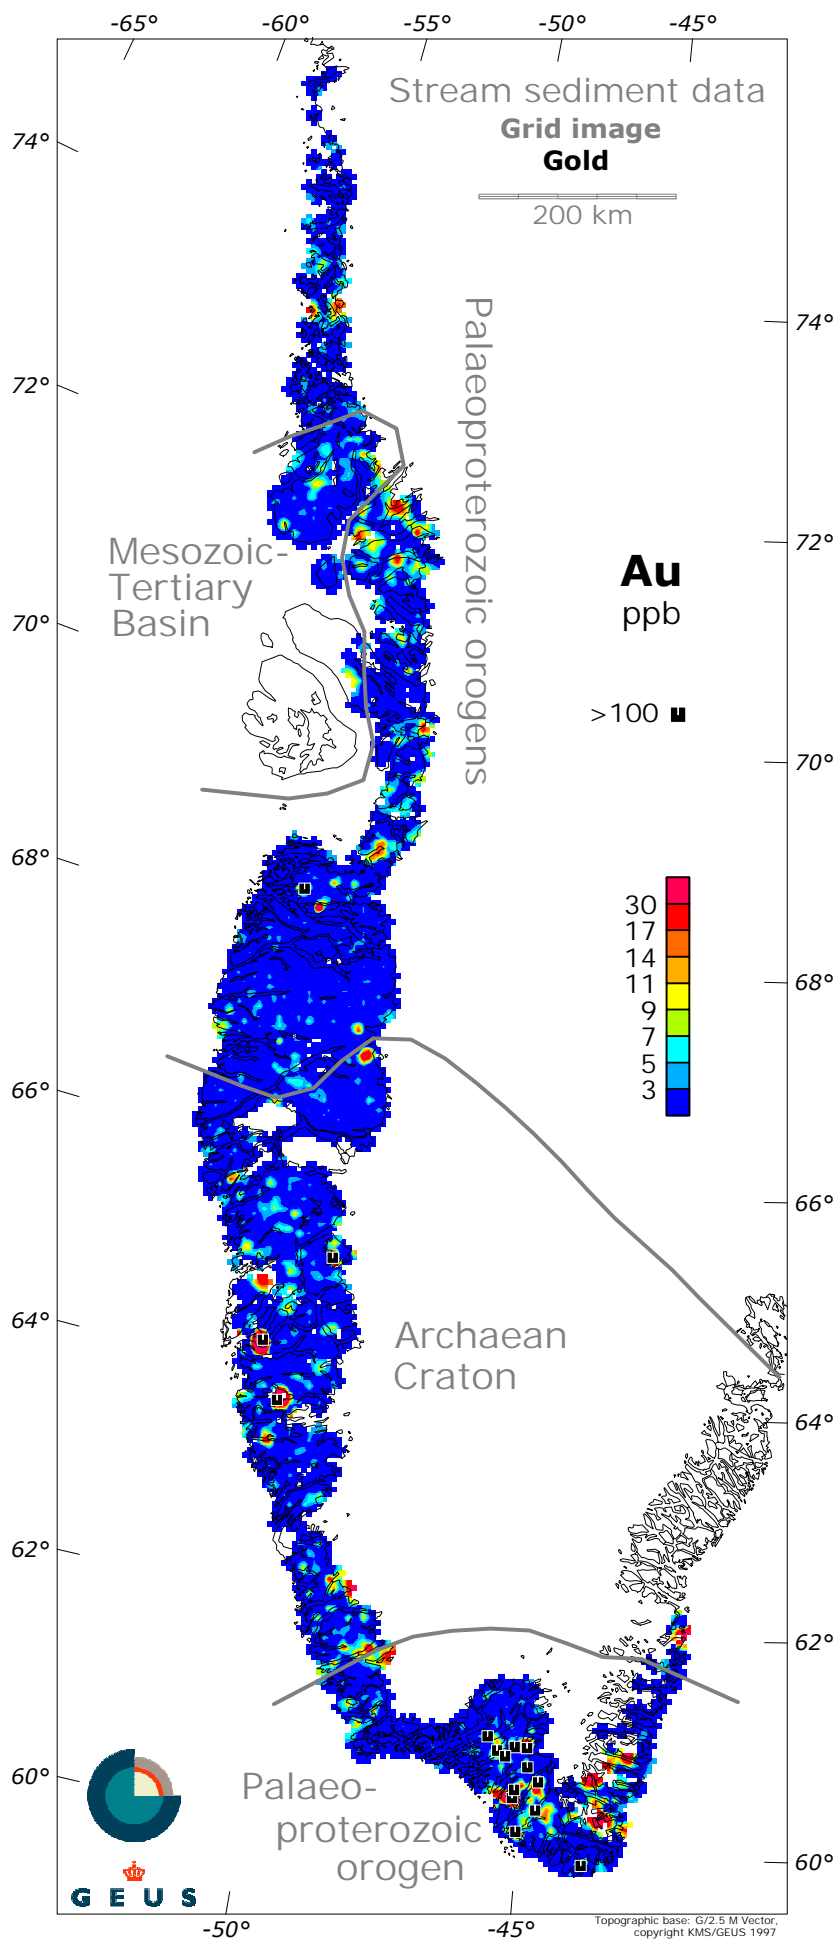 -65° -60° -55° -50° -45°
Stream sediment data
Grid image
Gold
200 km
74°
74°
72°
72°
70°
70°
68°
68°
66°
66°
64°
64°
62°
62°
60°
60°
Palaeoproterozoic orogens
Mesozoic-
Tertiary
Basin
Au
ppb
>100
30
17
14
11
9
7
5
3
Archaean
Craton
Palaeo-
proterozoic
orogen
G E U S
-50° -45°
Topographic base: G/2.5 M Vector,
copyright KMS/GEUS 1997